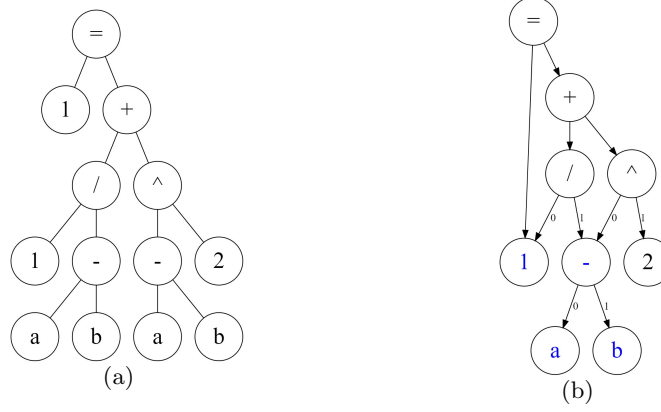 = =
1 + +
/ ^ / ^
0 1 0 1
1 - - 2 1 - 2
0 1
a b a b a b
(a) (b)